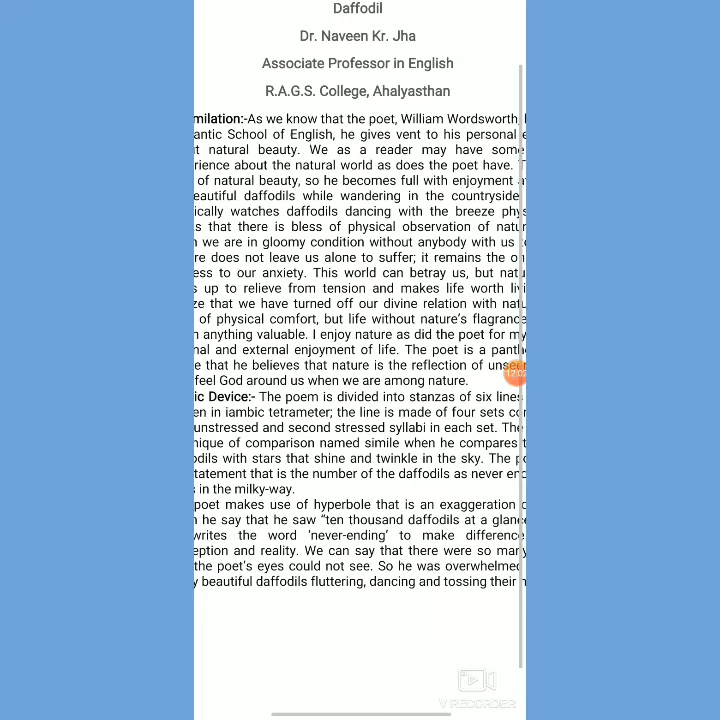 Daffodil
Dr. Naveen Kr. Jha
Associate Professor in English
R.A.G.S. College, Ahalyasthan
milation:-As we know that the poet, William Wordsworth,
antic School of English, he gives vent to his personal e
t natural beauty. We as a reader may have some
rience about the natural world as does the poet have. T
of natural beauty, so he becomes full with enjoyment
eautiful daffodils while wandering in the countryside
ically watches daffodils dancing with the breeze phys
s that there is bless of physical observation of natur
we are in gloomy condition without anybody with us
re does not leave us alone to suffer; it remains the on
ess to our anxiety. This world can betray us, but natu
s up to relieve from tension and makes life worth livi
ze that we have turned off our divine relation with natu
of physical comfort, but life without nature's flagrance
n anything valuable. I enjoy nature as did the poet for my
nal and external enjoyment of life. The poet is a panthe
e that he believes that nature is the reflection of unseen
feel God around us when we are among nature.
ic Device:- The poem is divided into stanzas of six lines
en in iambic tetrameter; the line is made of four sets con
unstressed and second stressed syllabi in each set. The
nique of comparison named simile when he compares t
odils with stars that shine and twinkle in the sky. The po
tatement that is the number of the daffodils as never end
s in the milky-way.
poet makes use of hyperbole that is an exaggeration o
n he say that he saw "ten thousand daffodils at a glance
writes the word 'never-ending' to make difference
eption and reality. We can say that there were so many
the poet's eyes could not see. So he was overwhelmed
y beautiful daffodils fluttering, dancing and tossing their h
12:02
VIRECORDER